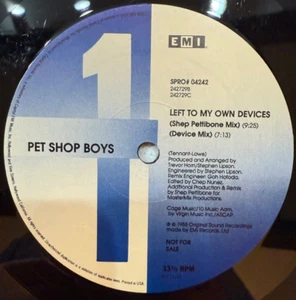 EMI
SPRO# 04242
242729B
242729C
LEFT TO MY OWN DEVICES
(Shep Pettibone Mix) (9:25)
(Device Mix) (7:13)
PET SHOP BOYS
(Tennant-Lowe)
Produced and Arranged by
Trevor Horn/Stephen Lipson.
Engineered by Stephen Lipson.
Remix Engineer: Goh Hotoda.
Edited by Chep Nunez.
Additional Production & Remix
by Shep Pettibone for
MasterMix Productions.
Cage Music/10 Music Adm.
by Virgin Music Inc./ASCAP
℗ © 1988 Original Sound Recordings
made by EMI Records Ltd.
NOT FOR
SALE
33⅓ RPM